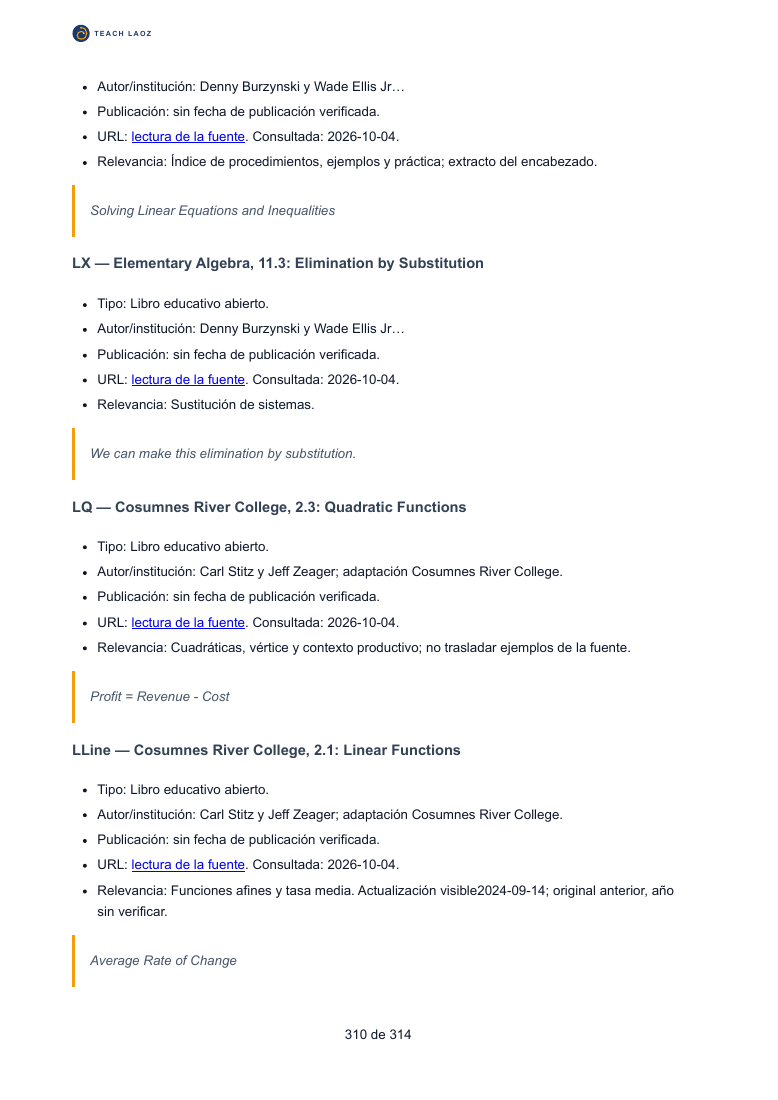 TEACH LAOZ
• Autor/institución: Denny Burzynski y Wade Ellis Jr…
• Publicación: sin fecha de publicación verificada.
• URL: lectura de la fuente. Consultada: 2026-10-04.
• Relevancia: Índice de procedimientos, ejemplos y práctica; extracto del encabezado.
Solving Linear Equations and Inequalities
LX — Elementary Algebra, 11.3: Elimination by Substitution
• Tipo: Libro educativo abierto.
• Autor/institución: Denny Burzynski y Wade Ellis Jr…
• Publicación: sin fecha de publicación verificada.
• URL: lectura de la fuente. Consultada: 2026-10-04.
• Relevancia: Sustitución de sistemas.
We can make this elimination by substitution.
LQ — Cosumnes River College, 2.3: Quadratic Functions
• Tipo: Libro educativo abierto.
• Autor/institución: Carl Stitz y Jeff Zeager; adaptación Cosumnes River College.
• Publicación: sin fecha de publicación verificada.
• URL: lectura de la fuente. Consultada: 2026-10-04.
• Relevancia: Cuadráticas, vértice y contexto productivo; no trasladar ejemplos de la fuente.
Profit = Revenue - Cost
LLine — Cosumnes River College, 2.1: Linear Functions
• Tipo: Libro educativo abierto.
• Autor/institución: Carl Stitz y Jeff Zeager; adaptación Cosumnes River College.
• Publicación: sin fecha de publicación verificada.
• URL: lectura de la fuente. Consultada: 2026-10-04.
• Relevancia: Funciones afines y tasa media. Actualización visible2024-09-14; original anterior, año
sin verificar.
Average Rate of Change
310 de 314